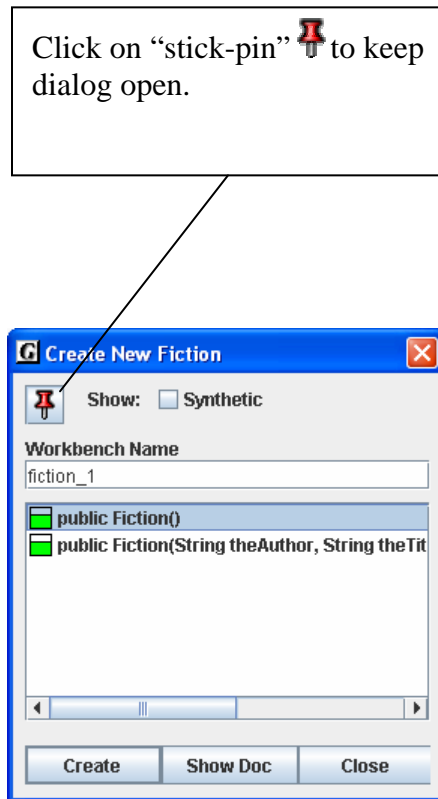 Click on “stick-pin” to keep
dialog open.
G Create New Fiction
Show: Synthetic
Workbench Name
fiction_1
public Fiction()
public Fiction(String theAuthor, String theTit
Create Show Doc Close